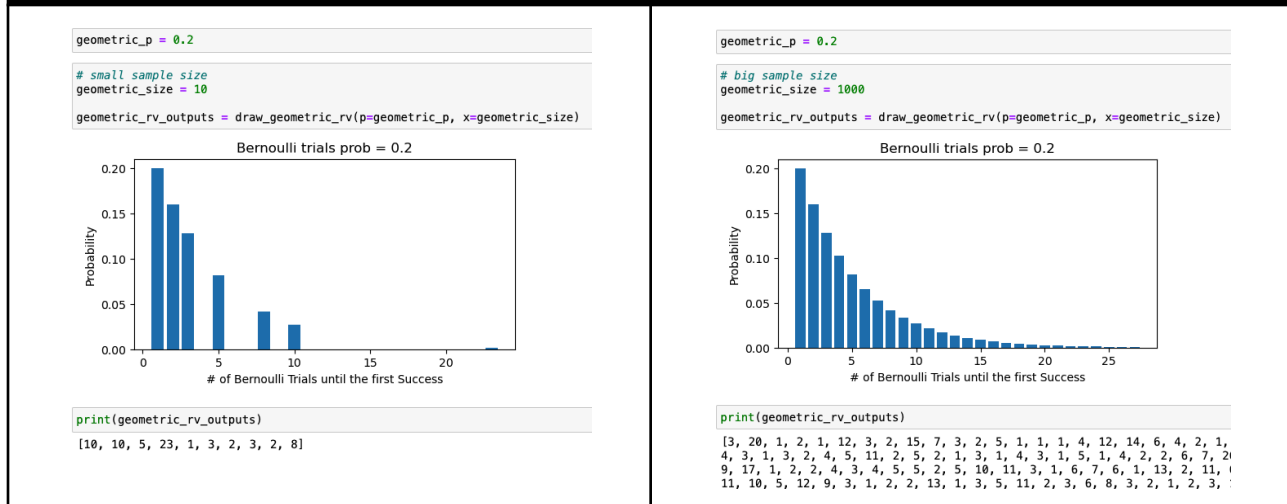 geometric_p = 0.2
# small sample size
geometric_size = 10
geometric_rv_outputs = draw_geometric_rv(p=geometric_p, x=geometric_size)
Bernoulli trials prob = 0.2
Probability
0.20
0.15
0.10
0.05
0.00
0 5 10 15 20
# of Bernoulli Trials until the first Success
print(geometric_rv_outputs)
[10, 10, 5, 23, 1, 3, 2, 3, 2, 8]
geometric_p = 0.2
# big sample size
geometric_size = 1000
geometric_rv_outputs = draw_geometric_rv(p=geometric_p, x=geometric_size)
Bernoulli trials prob = 0.2
Probability
0.20
0.15
0.10
0.05
0.00
0 5 10 15 20 25
# of Bernoulli Trials until the first Success
print(geometric_rv_outputs)
[3, 20, 1, 2, 1, 12, 3, 2, 15, 7, 3, 2, 5, 1, 1, 1, 4, 12, 14, 6, 4, 2, 1,
4, 3, 1, 3, 2, 4, 5, 11, 2, 5, 2, 1, 3, 1, 4, 3, 1, 5, 1, 4, 2, 2, 6, 7,
9, 17, 1, 2, 2, 4, 3, 4, 5, 5, 2, 5, 10, 11, 3, 1, 6, 7, 6, 1, 13, 2, 11,
11, 10, 5, 12, 9, 3, 1, 2, 2, 13, 1, 3, 5, 11, 2, 3, 6, 8, 3, 2, 1, 2, 3,